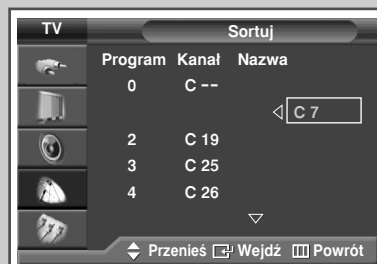 TV Sortuj
Program Kanał Nazwa
0 C --
C 7
2 C 19
3 C 25
4 C 26
Przenieś Wejdź Powrót